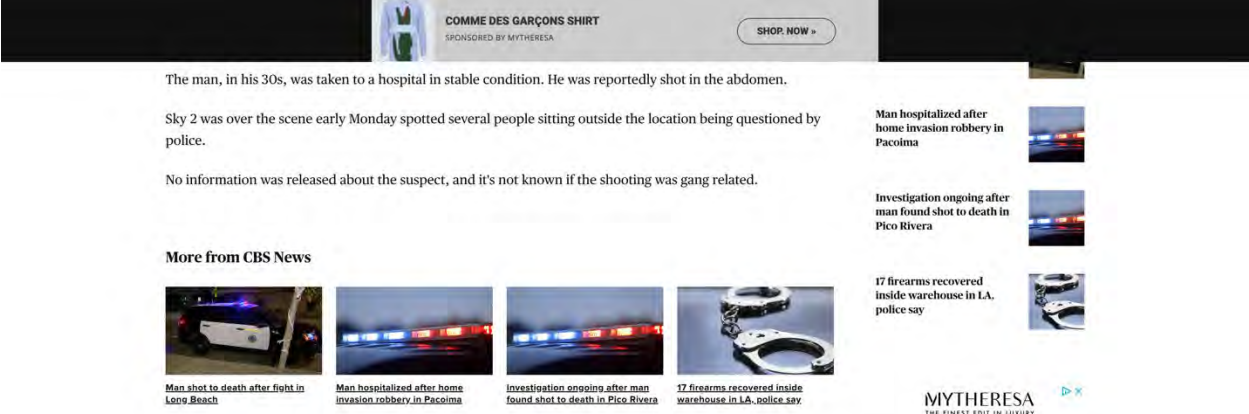 COMME DES GARÇONS SHIRT
SPONSORED BY MYTHERESA
SHOP NOW »
The man, in his 30s, was taken to a hospital in stable condition. He was reportedly shot in the abdomen.
Sky 2 was over the scene early Monday spotted several people sitting outside the location being questioned by
police.
No information was released about the suspect, and it's not known if the shooting was gang related.
More from CBS News
Man shot to death after fight in
Long Beach
Man hospitalized after home
invasion robbery in Pacoima
Investigation ongoing after man
found shot to death in Pico Rivera
17 firearms recovered inside
warehouse in LA, police say
Man hospitalized after
home invasion robbery in
Pacoima
Investigation ongoing after
man found shot to death in
Pico Rivera
17 firearms recovered
inside warehouse in LA,
police say
MYTHERESA
THE FINEST EDIT IN LUXURY